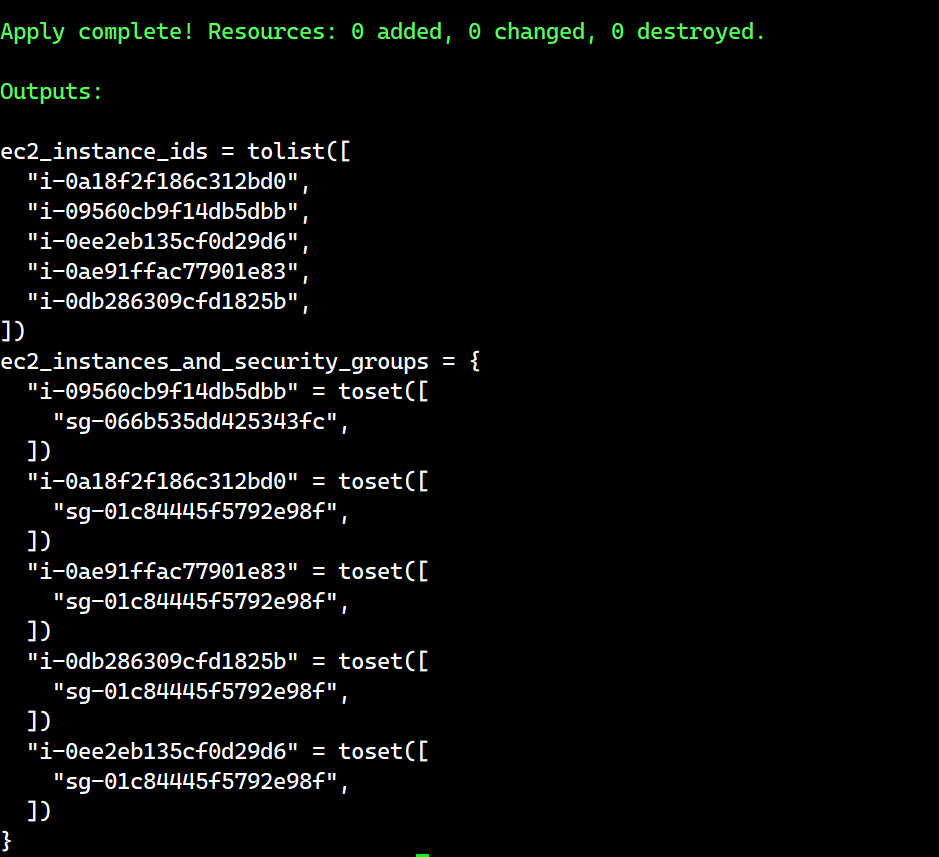 Apply complete! Resources: 0 added, 0 changed, 0 destroyed.
Outputs:
ec2_instance_ids = tolist([
  "i-0a18f2f186c312bd0",
  "i-09560cb9f14db5dbb",
  "i-0ee2eb135cf0d29d6",
  "i-0ae91ffac77901e83",
  "i-0db286309cfd1825b",
])
ec2_instances_and_security_groups = {
  "i-09560cb9f14db5dbb" = toset([
    "sg-066b535dd425343fc",
  ])
  "i-0a18f2f186c312bd0" = toset([
    "sg-01c84445f5792e98f",
  ])
  "i-0ae91ffac77901e83" = toset([
    "sg-01c84445f5792e98f",
  ])
  "i-0db286309cfd1825b" = toset([
    "sg-01c84445f5792e98f",
  ])
  "i-0ee2eb135cf0d29d6" = toset([
    "sg-01c84445f5792e98f",
  ])
}